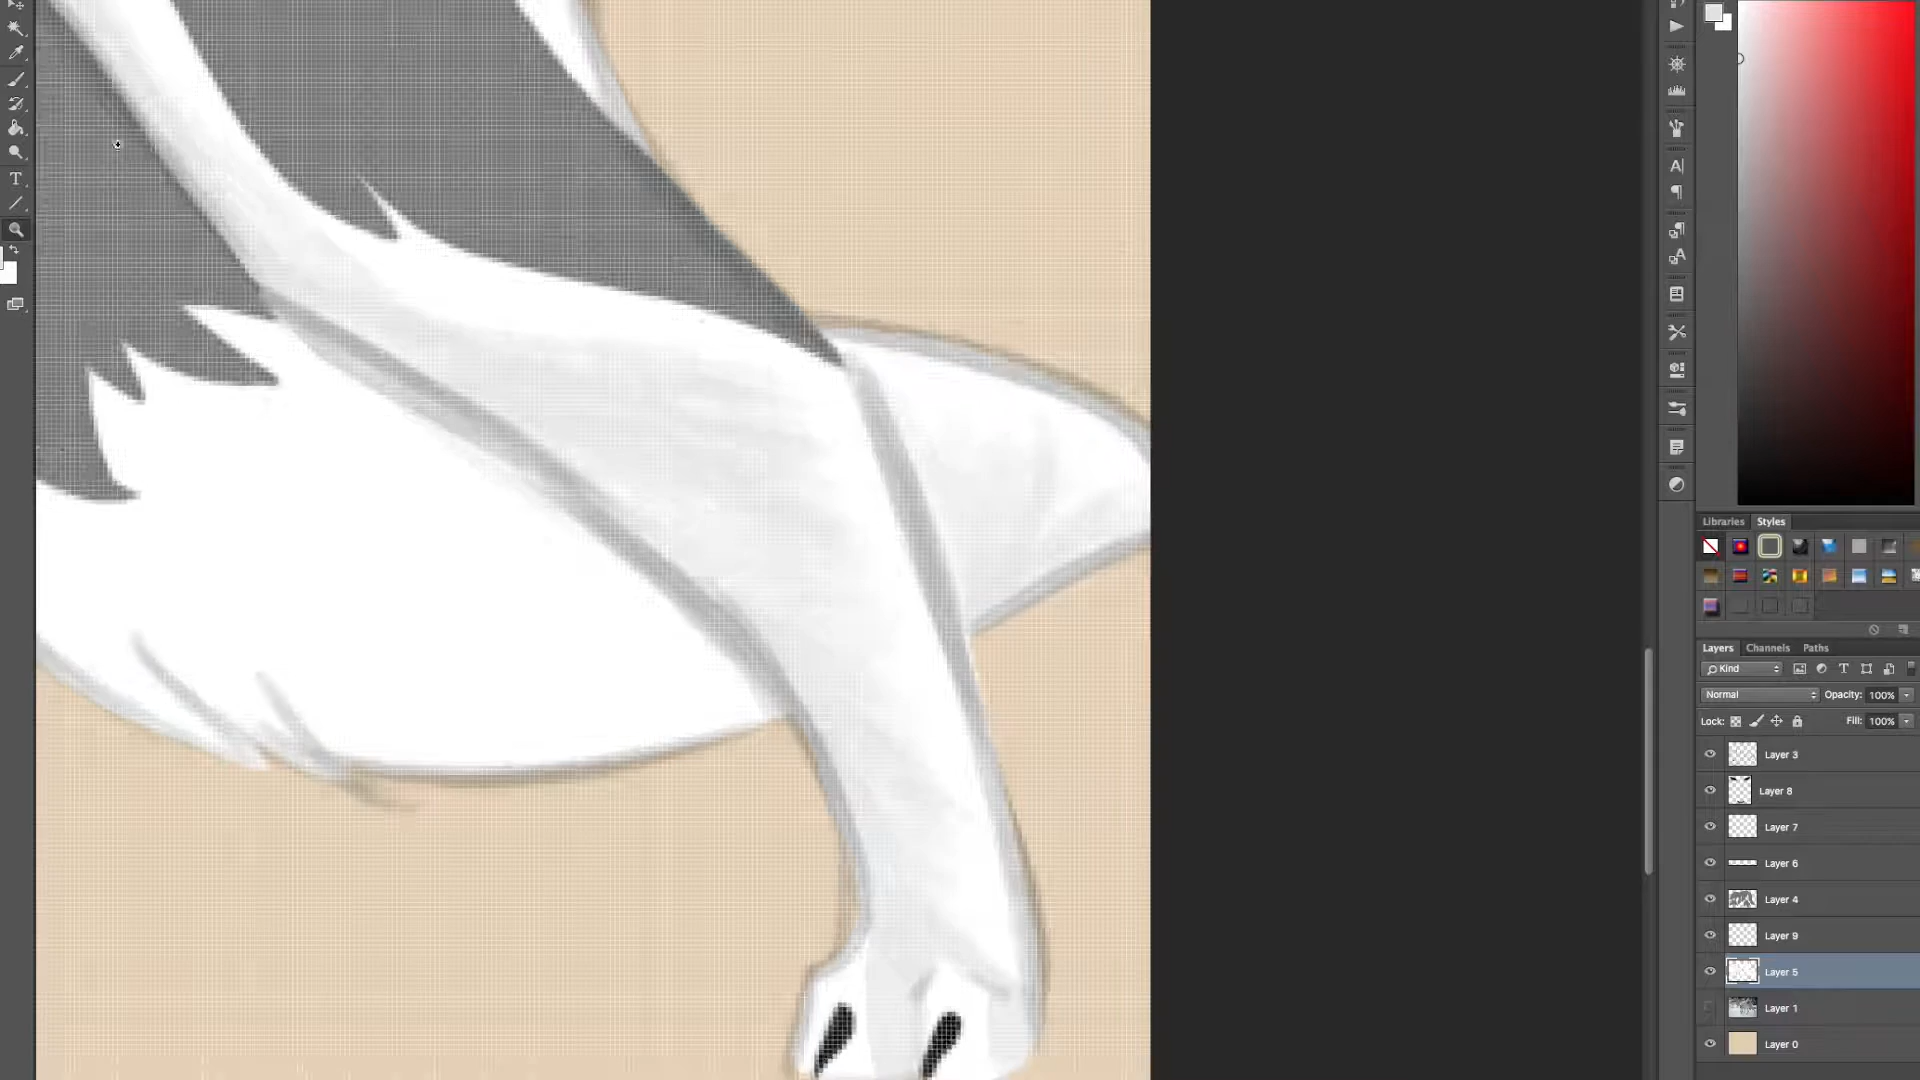 Libraries Styles
Layers Channels Paths
Kind
Normal Opacity: 100%
Lock: Fill: 100%
Layer 3
Layer 8
Layer 7
Layer 6
Layer 4
Layer 9
Layer 5
Layer 1
Layer 0